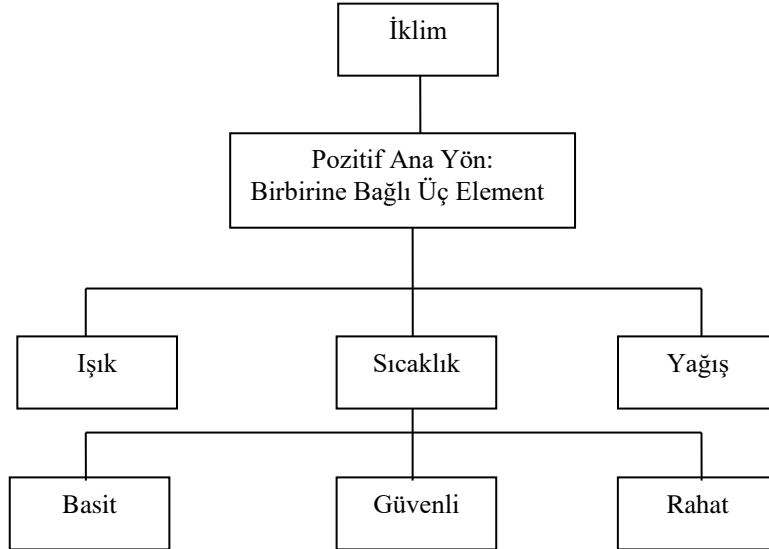 İklim
Pozitif Ana Yön:
Birbirine Bağlı Üç Element
Işık
Sıcaklık
Yağış
Basit
Güvenli
Rahat